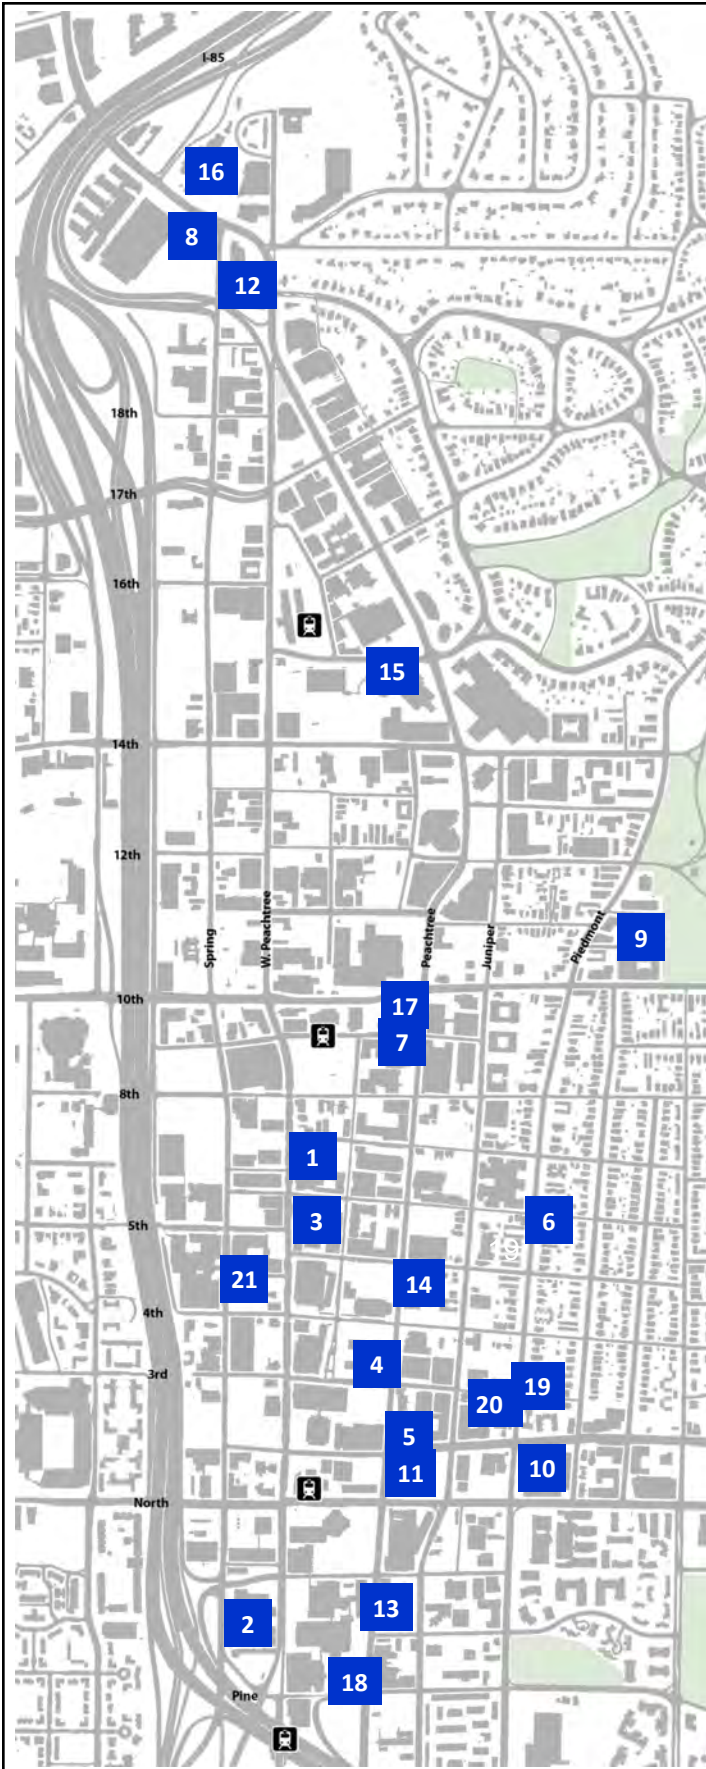 I-85
16
8
12
18th
17th
16th
15
14th
12th
Spring
W. Peachtree
Peachtree
Juniper
Piedmont
9
10th
17
7
8th
1
3
6
5th
19
21
14
4th
4
3rd
19
20
5
11
10
North
13
2
18
Pine